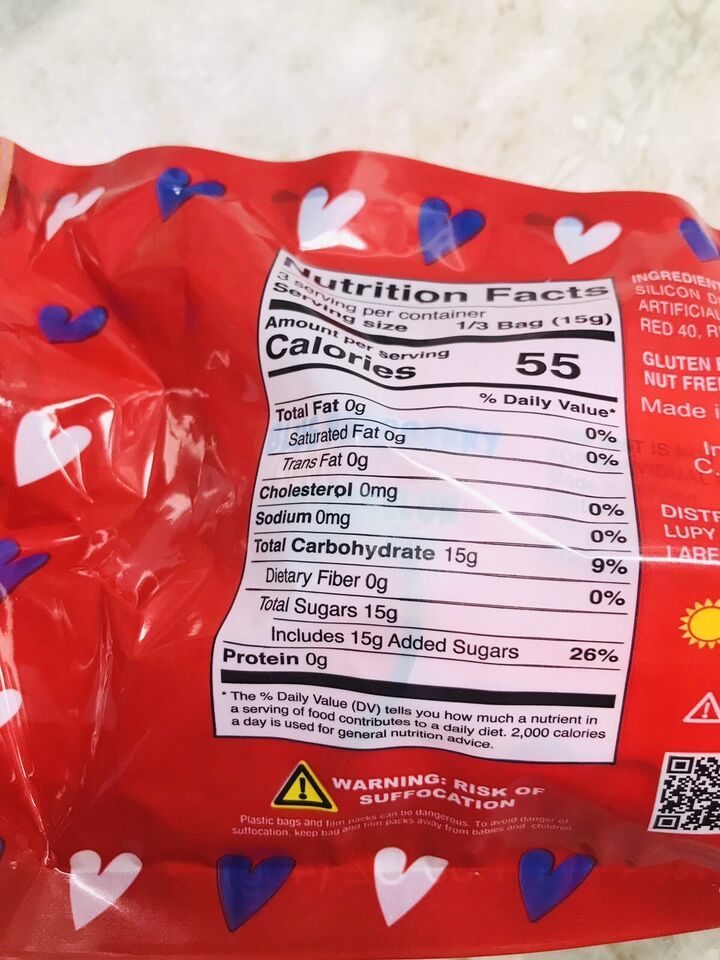 Nutrition Facts
3 serving per container
Serving size 1/3 Bag (15g)
Amount per serving
Calories 55
% Daily Value*
Total Fat 0g 0%
Saturated Fat 0g 0%
Trans Fat 0g
Cholesterol 0mg 0%
Sodium 0mg 0%
Total Carbohydrate 15g 9%
Dietary Fiber 0g 0%
Total Sugars 15g
Includes 15g Added Sugars 26%
Protein 0g
* The % Daily Value (DV) tells you how much a nutrient in
a serving of food contributes to a daily diet. 2,000 calories
a day is used for general nutrition advice.
WARNING: RISK OF
SUFFOCATION
Plastic bags and film packs can be dangerous. To avoid danger of
suffocation, keep bag and film packs away from babies and children.
INGREDIENT
SILICON D
ARTIFICIAL
RED 40, R
GLUTEN F
NUT FREE
Made i
In
C
DISTR
LUPY
LARE